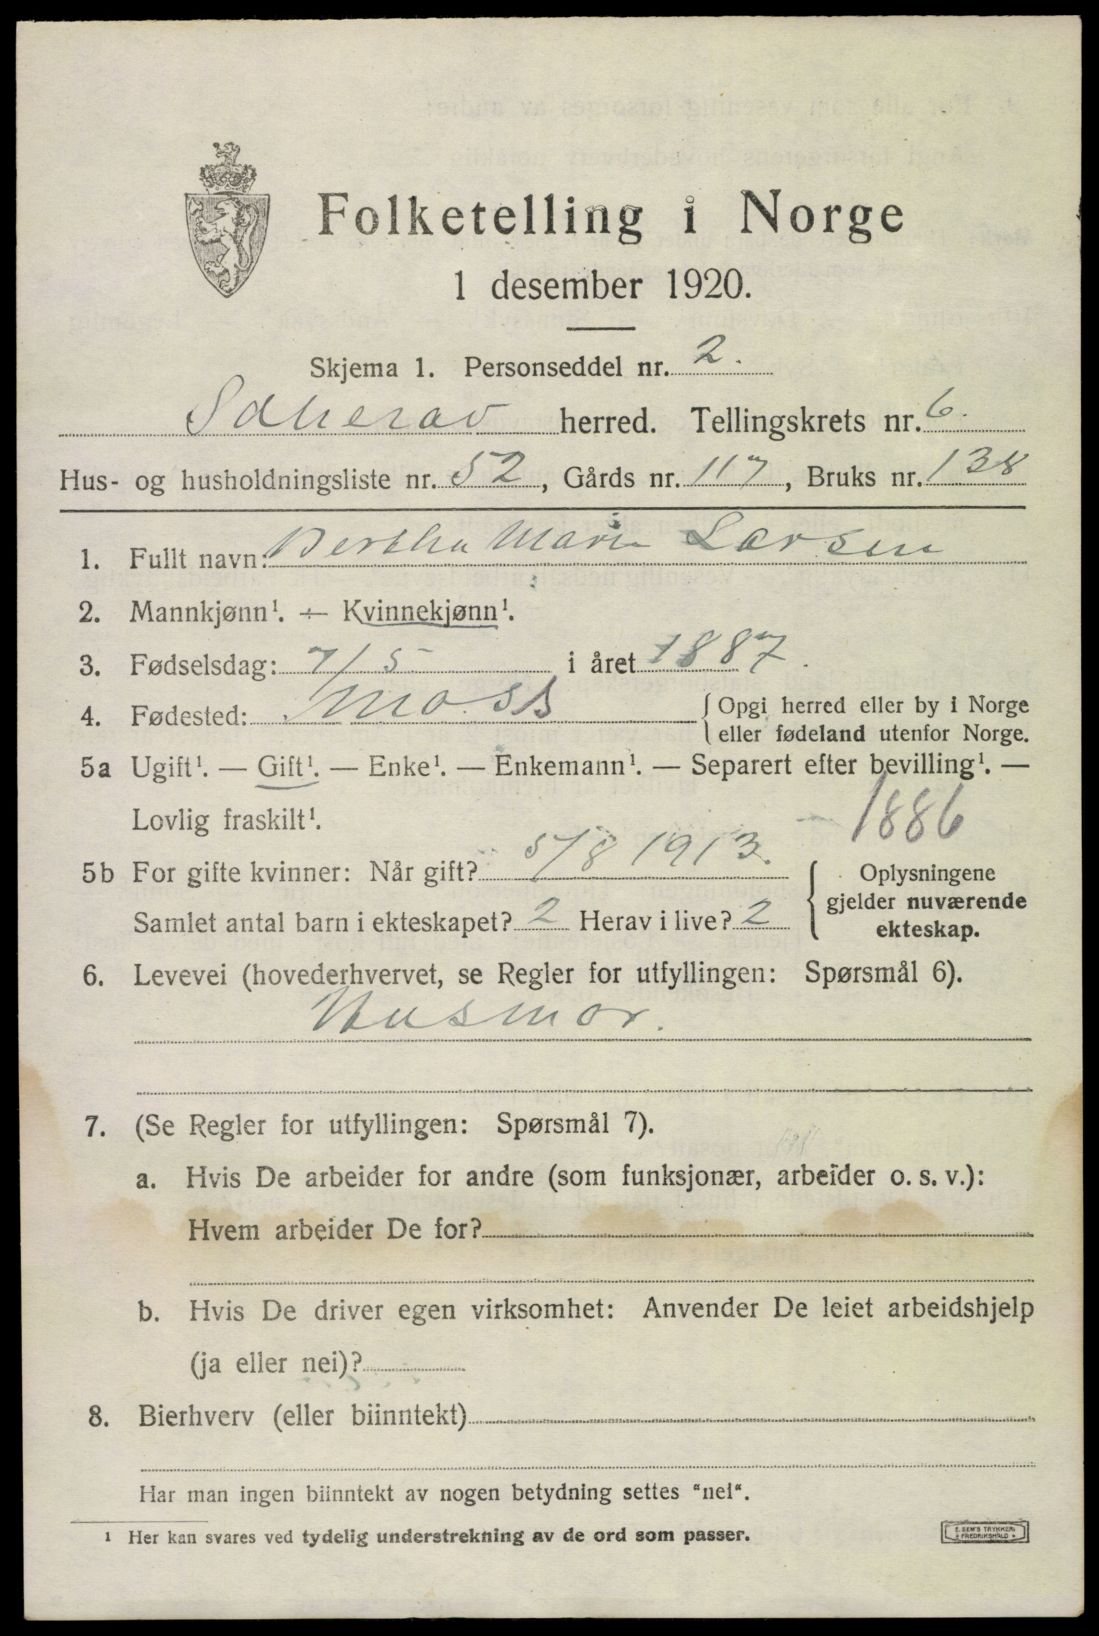 Folketelling i Norge
1 desember 1920.
Skjema 1. Personseddel nr. 2.
herred. Tellingskrets nr. 6.
Hus- og husholdningsliste nr. 52, Gårds nr. 117, Bruks nr. 138
1. Fullt navn: Bertha Marie Larsen
2. Mannkjønn¹. — Kvinnekjønn¹.
3. Fødselsdag: 7/5 i året 1887.
4. Fødested: Moss { Opgi herred eller by i Norge
eller fødeland utenfor Norge.
5a Ugift¹. — Gift¹. — Enke¹. — Enkemann¹. — Separert efter bevilling¹. —
Lovlig fraskilt¹. 1886
5b For gifte kvinner: Når gift? 5/8 1913. { Oplysningene
gjelder nuværende
Samlet antal barn i ekteskapet? 2 Herav i live? 2 ekteskap.
6. Levevei (hovederhvervet, se Regler for utfyllingen: Spørsmål 6).
Husmor.
7. (Se Regler for utfyllingen: Spørsmål 7).
a. Hvis De arbeider for andre (som funksjonær, arbeider o. s. v.):
Hvem arbeider De for?
b. Hvis De driver egen virksomhet: Anvender De leiet arbeidshjelp
(ja eller nei)?
8. Bierhverv (eller biinntekt)
Har man ingen biinntekt av nogen betydning settes "nei".
¹ Her kan svares ved tydelig understrekning av de ord som passer.
E. SEM'S TRYKKERI
FREDRIKSHALD